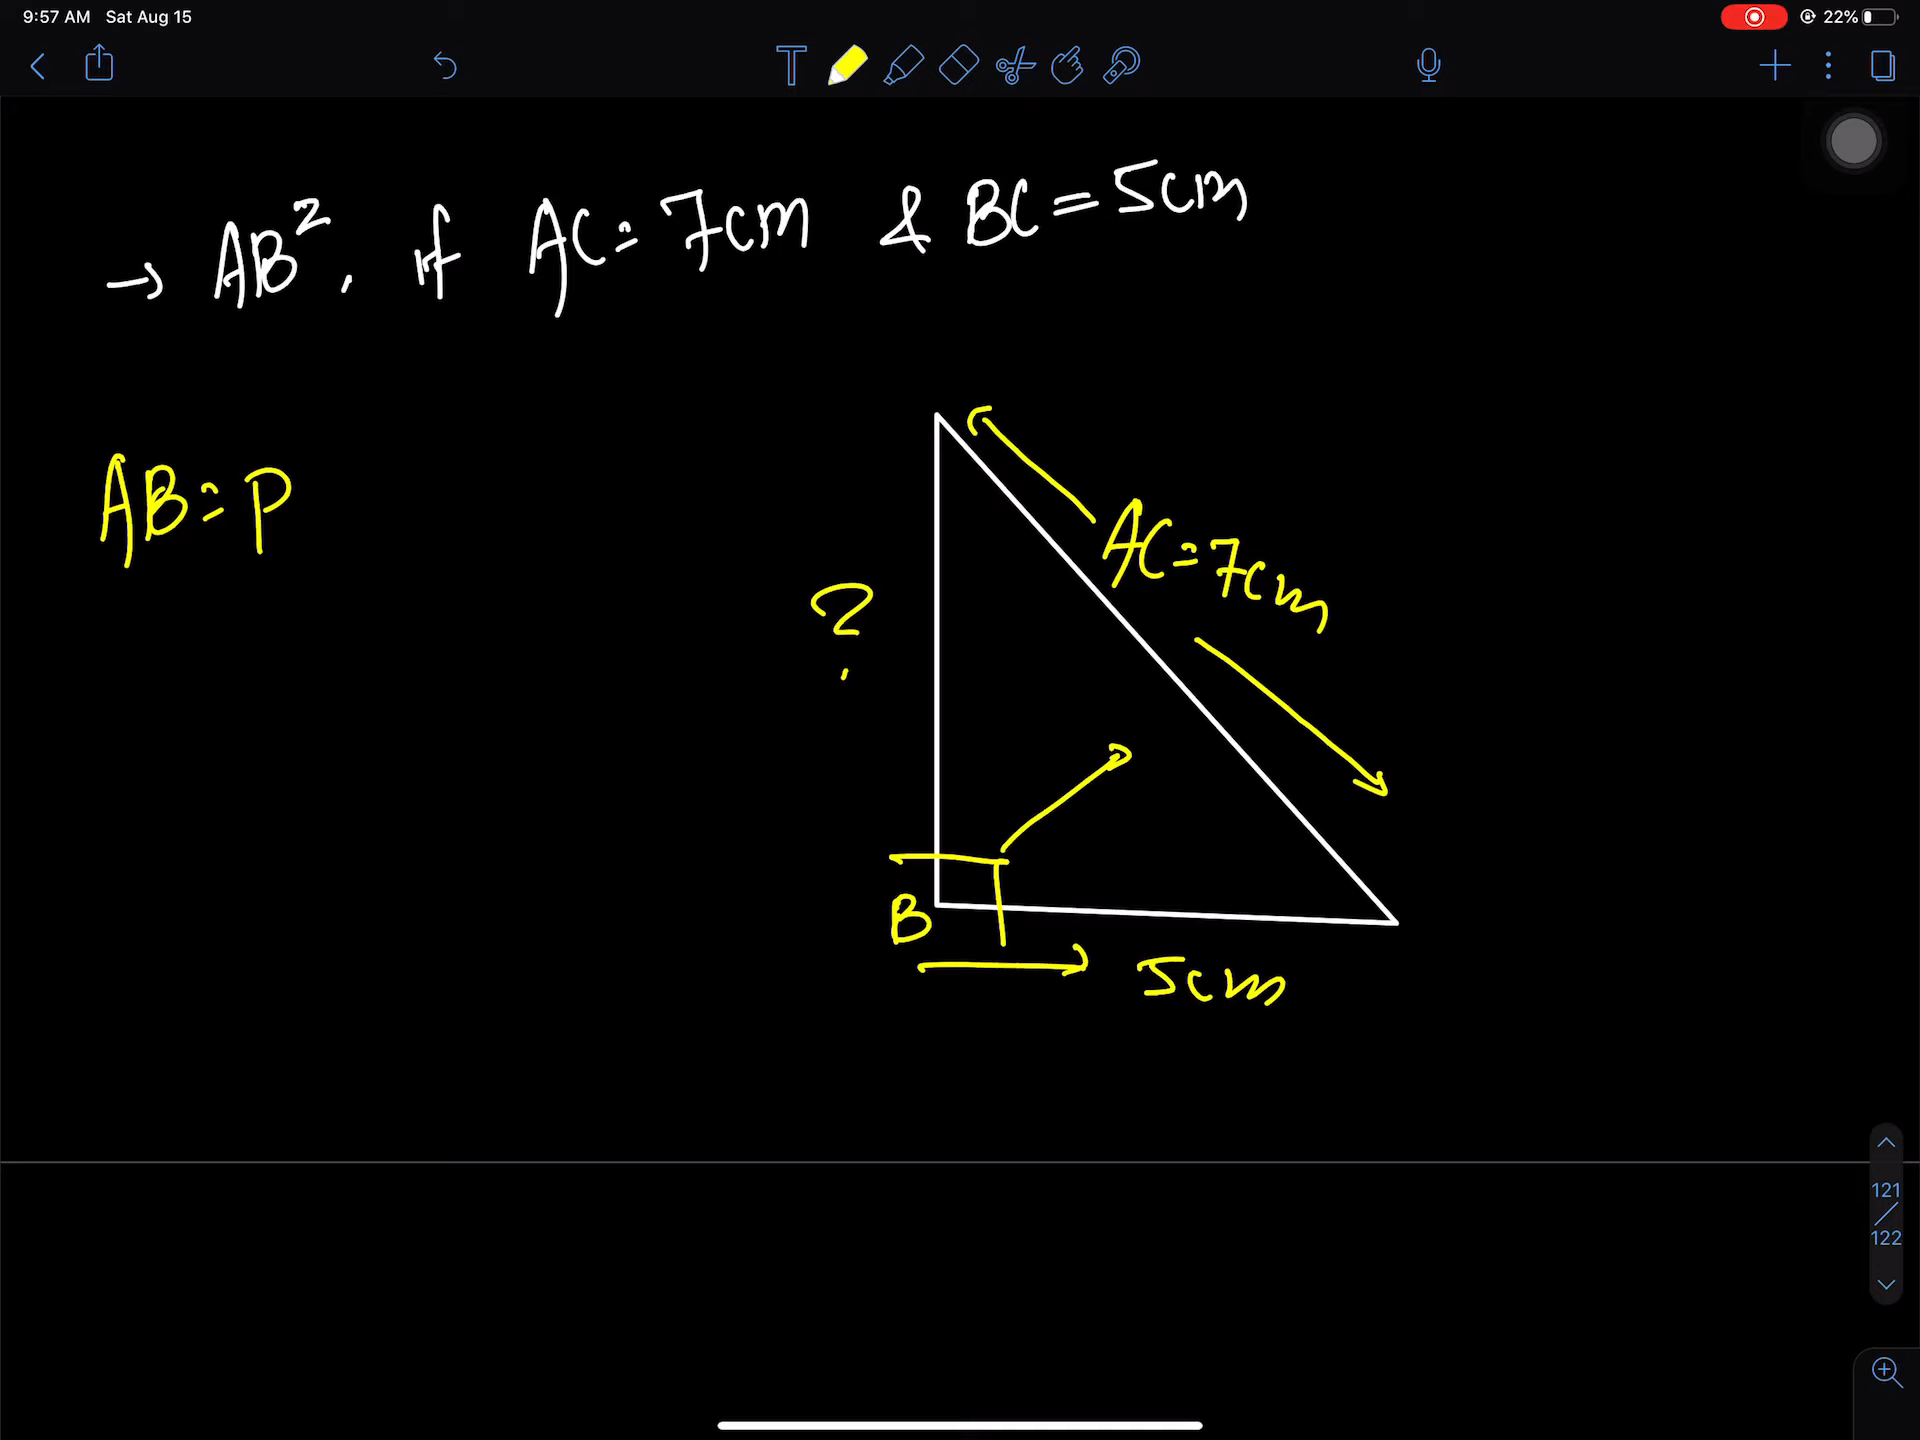 9:57 AM Sat Aug 15
22%
T
→ AB², if AC = 7cm & BC = 5cm
AB = P
AC = 7cm
?
B
5cm
121
/
122